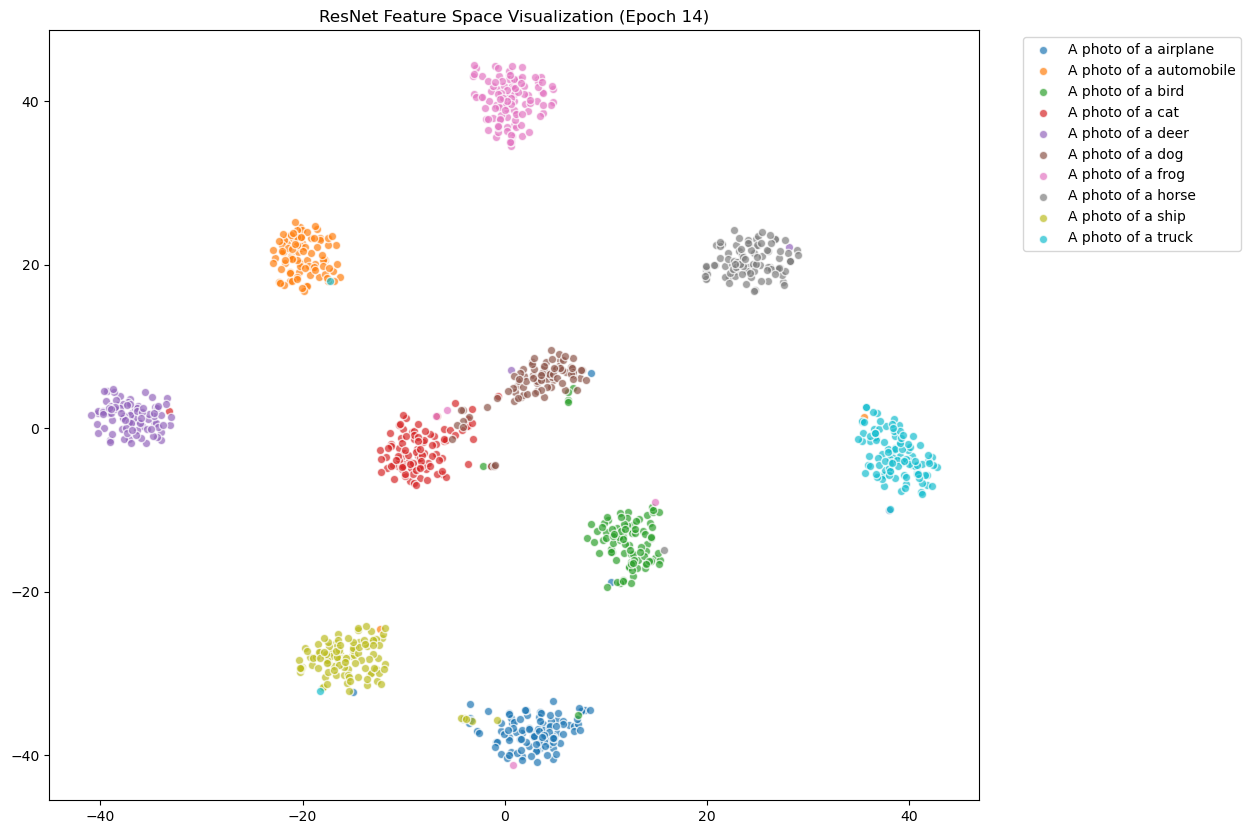 ResNet Feature Space Visualization (Epoch 14)
A photo of a airplane
A photo of a automobile
A photo of a bird
A photo of a cat
A photo of a deer
A photo of a dog
A photo of a frog
A photo of a horse
A photo of a ship
A photo of a truck
40
20
0
−20
−40
−40 −20 0 20 40